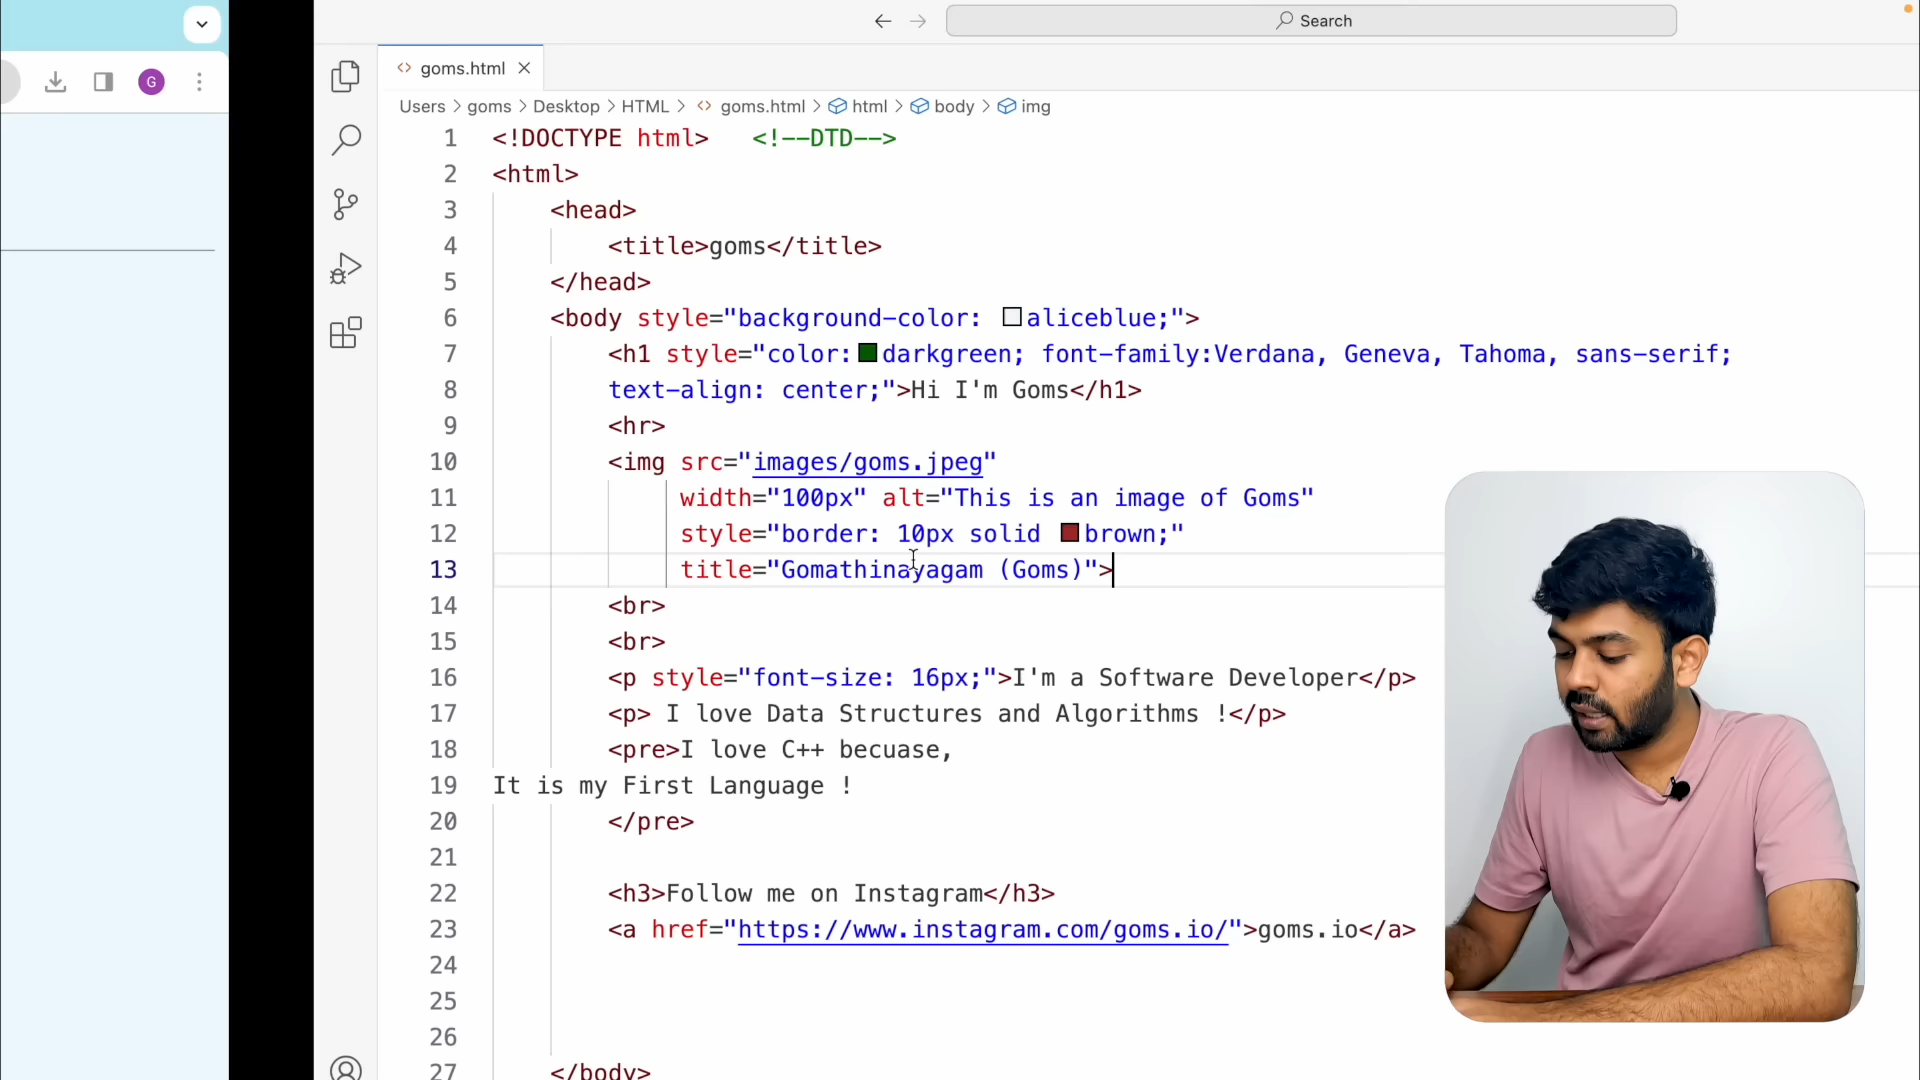 Search
G
goms.html
Users > goms > Desktop > HTML > <> goms.html > html > body > img
1 <!DOCTYPE html>   <!--DTD-->
2 <html>
3     <head>
4         <title>goms</title>
5     </head>
6     <body style="background-color: aliceblue;">
7         <h1 style="color:darkgreen; font-family:Verdana, Geneva, Tahoma, sans-serif;
8         text-align: center;">Hi I'm Goms</h1>
9         <hr>
10         <img src="images/goms.jpeg"
11              width="100px" alt="This is an image of Goms"
12              style="border: 10px solid brown;"
13              title="Gomathinayagam (Goms)">
14         <br>
15         <br>
16         <p style="font-size: 16px;">I'm a Software Developer</p>
17         <p> I love Data Structures and Algorithms !</p>
18         <pre>I love C++ becuase,
19 It is my First Language !
20         </pre>
21
22         <h3>Follow me on Instagram</h3>
23         <a href="https://www.instagram.com/goms.io/">goms.io</a>
24
25
26
27     </body>